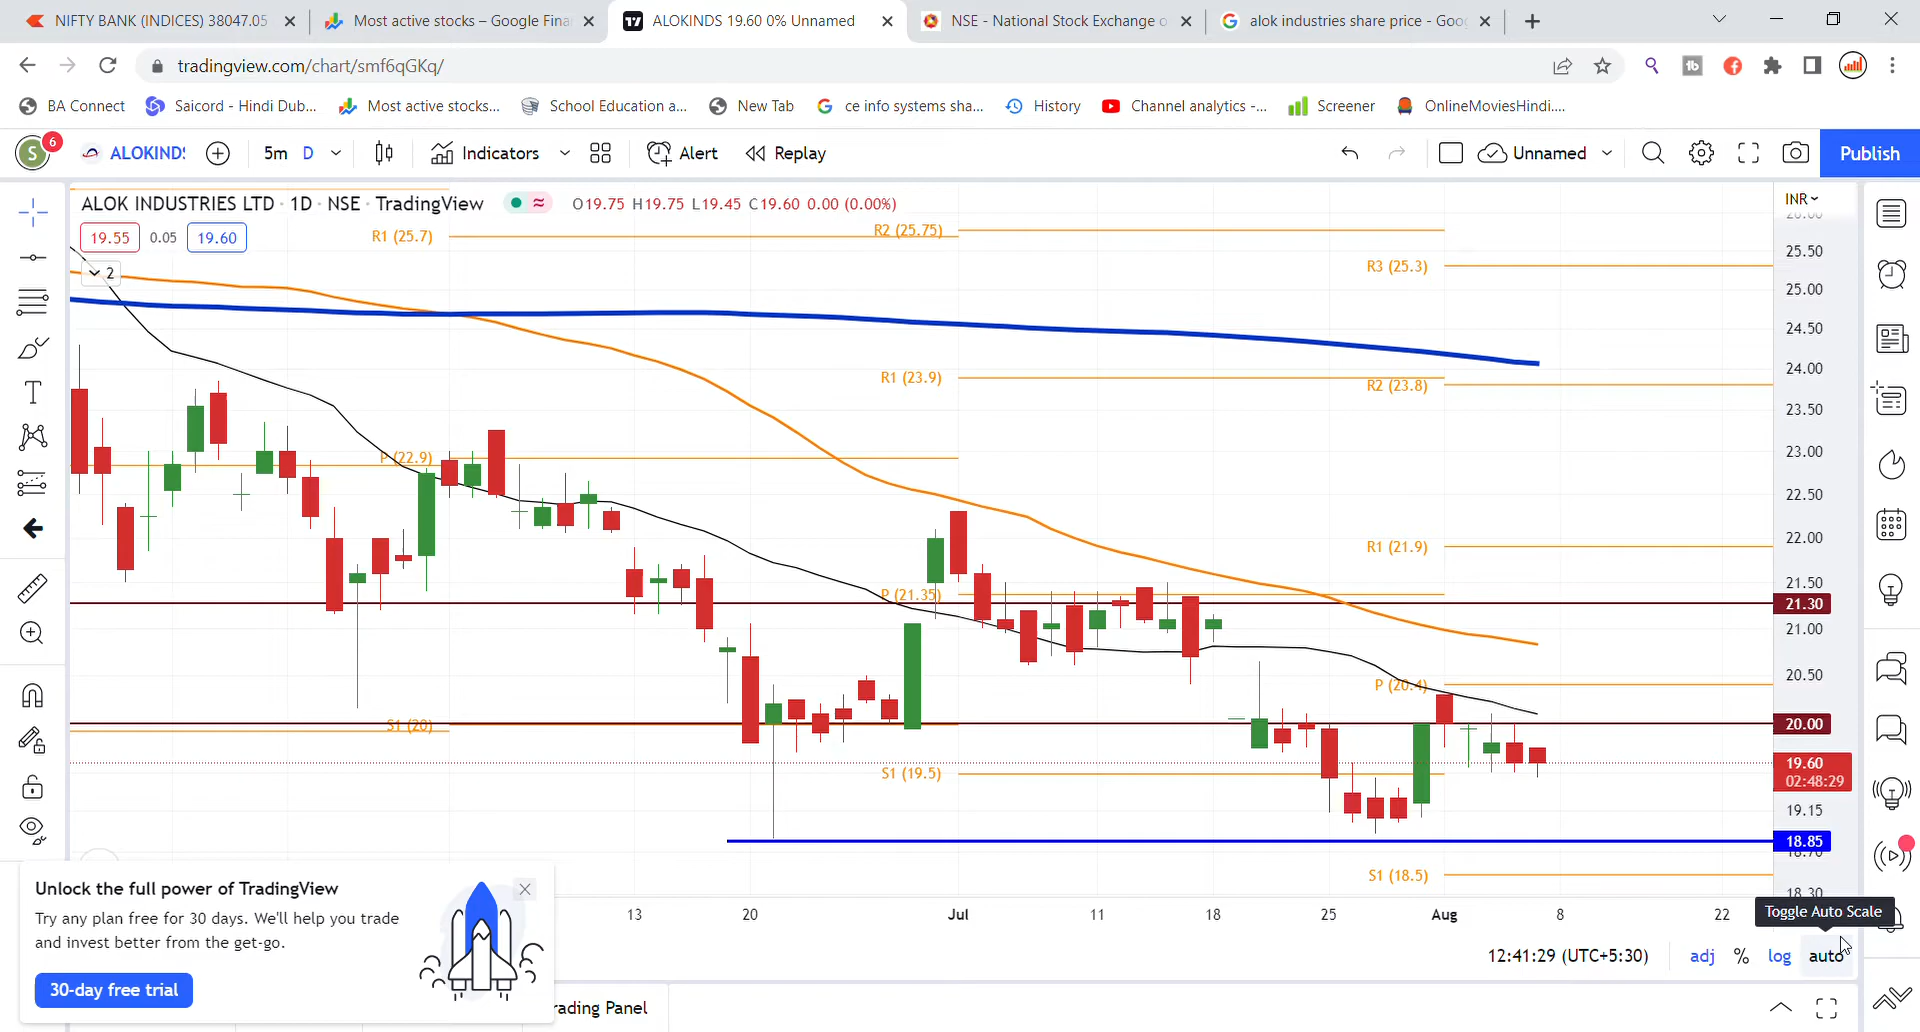 NIFTY BANK (INDICES) 38047.05
Most active stocks – Google Fina
ALOKINDS 19.60 0% Unnamed
NSE - National Stock Exchange o
alok industries share price - Goo
tradingview.com/chart/smf6qGKq/
BA Connect
Saicord - Hindi Dub...
Most active stocks...
School Education a...
New Tab
ce info systems sha...
History
Channel analytics -...
Screener
OnlineMoviesHindi....
S
6
ALOKINDS
5m
D
Indicators
Alert
Replay
Unnamed
Publish
ALOK INDUSTRIES LTD · 1D · NSE · TradingView
O19.75 H19.75 L19.45 C19.60 0.00 (0.00%)
INR
19.55
0.05
19.60
2
R1 (25.7)
R2 (25.75)
R3 (25.3)
R1 (23.9)
R2 (23.8)
P (22.9)
R1 (21.9)
P (21.35)
P (20.4)
S1 (20)
S1 (19.5)
S1 (18.5)
26.00
25.50
25.00
24.50
24.00
23.50
23.00
22.50
22.00
21.50
21.30
21.00
20.50
20.00
19.60
02:48:29
19.15
18.85
18.70
18.30
13
20
Jul
11
18
25
Aug
8
22
Toggle Auto Scale
12:41:29 (UTC+5:30)
adj
%
log
auto
Unlock the full power of TradingView
Try any plan free for 30 days. We'll help you trade
and invest better from the get-go.
30-day free trial
rading Panel